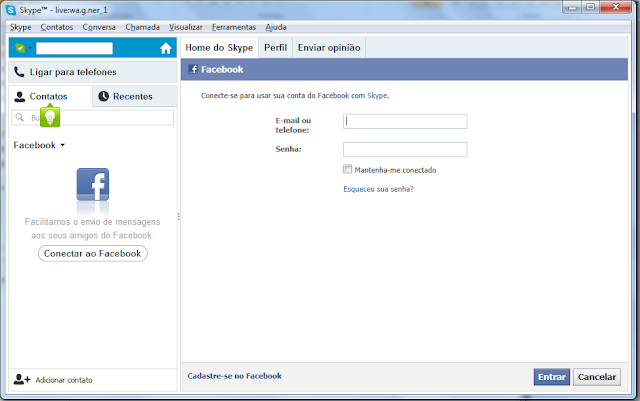 Skype™ - live:wa.g.ner_1
Skype Contatos Conversa Chamada Visualizar Ferramentas Ajuda
Ligar para telefones
Contatos Recentes
Facebook
Facilitamos o envio de mensagens
aos seus amigos do Facebook.
Conectar ao Facebook
Adicionar contato
Home do Skype Perfil Enviar opinião
Facebook
Conecte-se para usar sua conta do Facebook com Skype.
E-mail ou
telefone:
Senha:
Mantenha-me conectado
Esqueceu sua senha?
Cadastre-se no Facebook
Entrar Cancelar